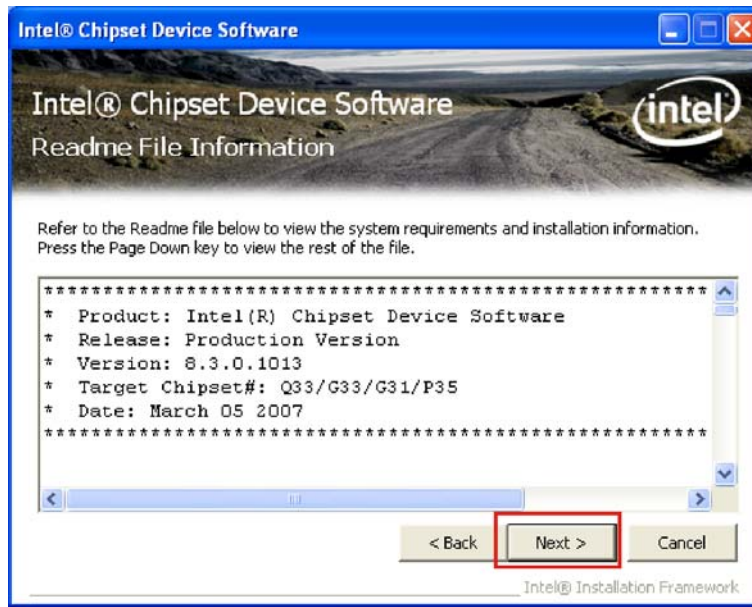 Intel® Chipset Device Software
Intel® Chipset Device Software
intel
Readme File Information
Refer to the Readme file below to view the system requirements and installation information.
Press the Page Down key to view the rest of the file.
*********************************************************
* Product: Intel(R) Chipset Device Software
* Release: Production Version
* Version: 8.3.0.1013
* Target Chipset#: Q33/G33/G31/P35
* Date: March 05 2007
*********************************************************
< Back Next > Cancel
Intel® Installation Framework